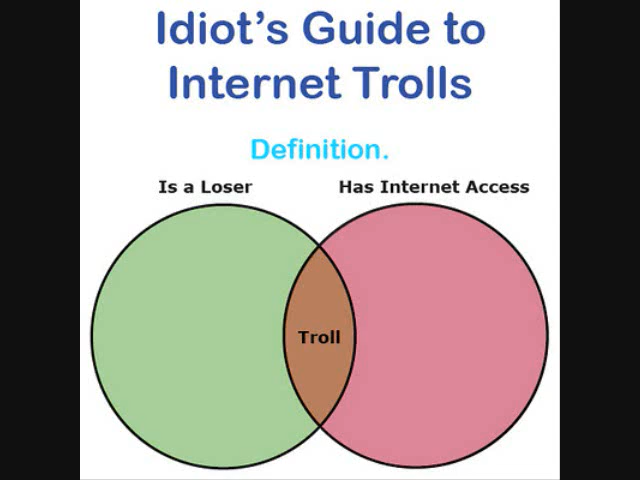 Idiot's Guide to
Internet Trolls
Definition.
Is a Loser
Has Internet Access
Troll